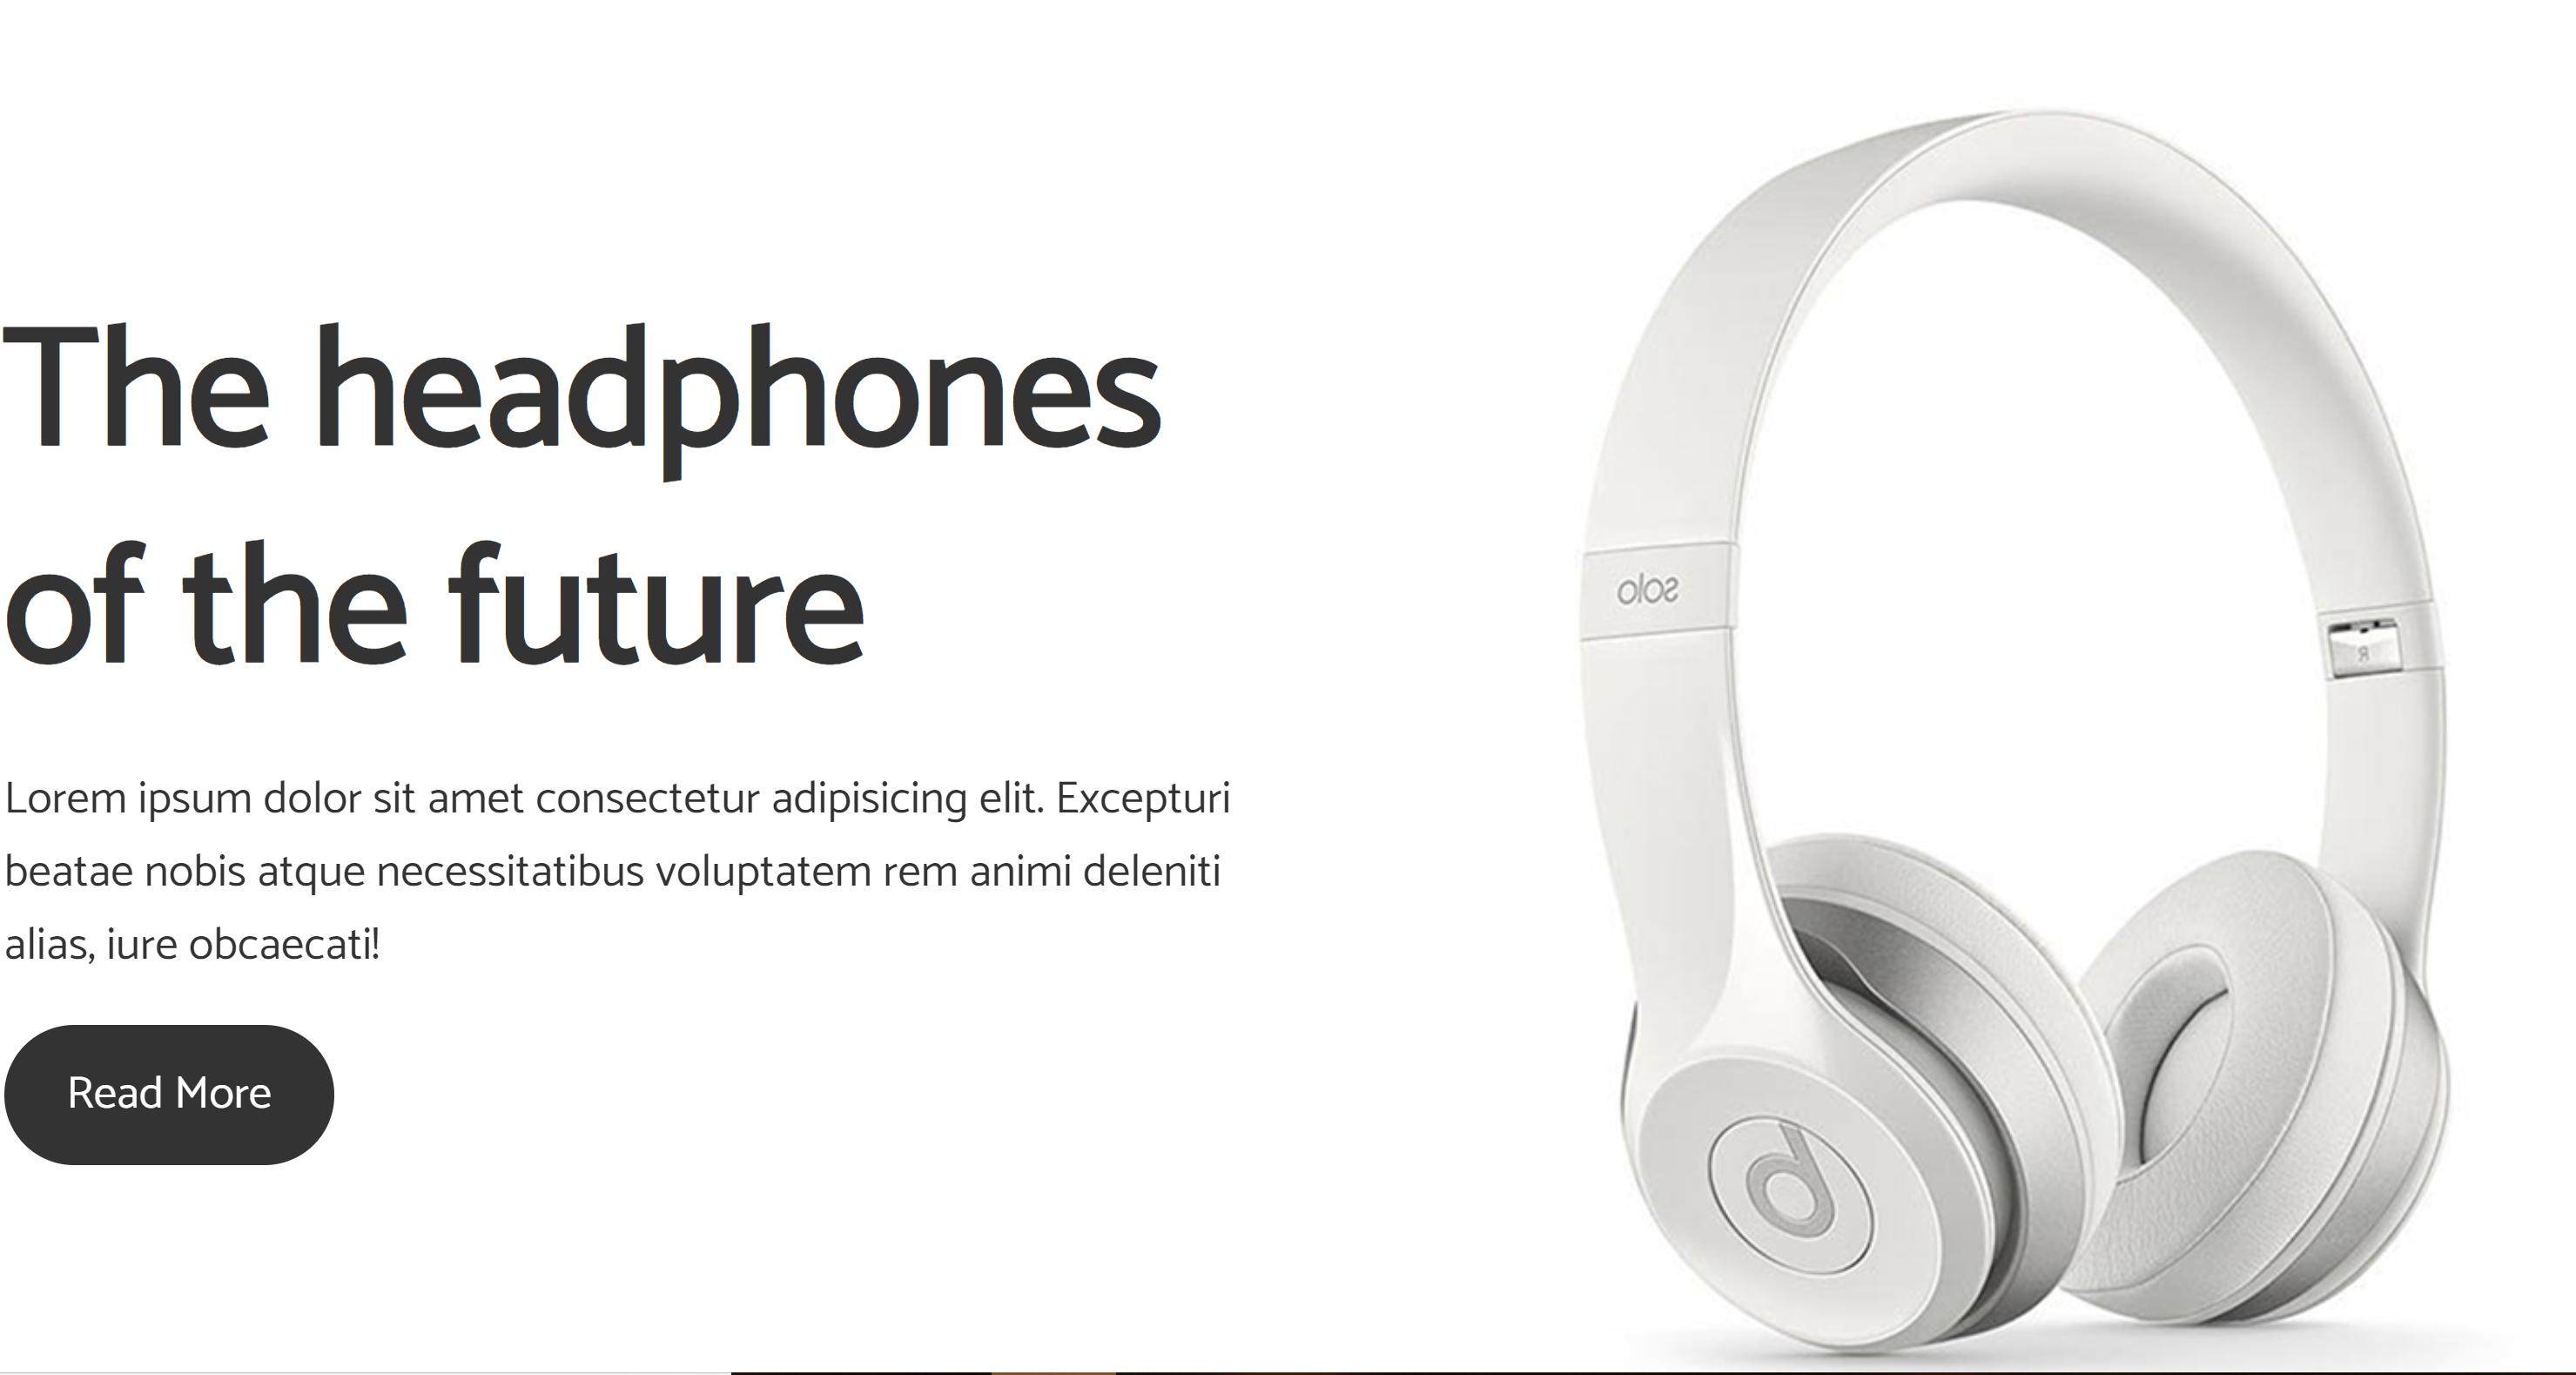 The headphones
of the future
Lorem ipsum dolor sit amet consectetur adipisicing elit. Excepturi
beatae nobis atque necessitatibus voluptatem rem animi deleniti
alias, iure obcaecati!
Read More
solo
R